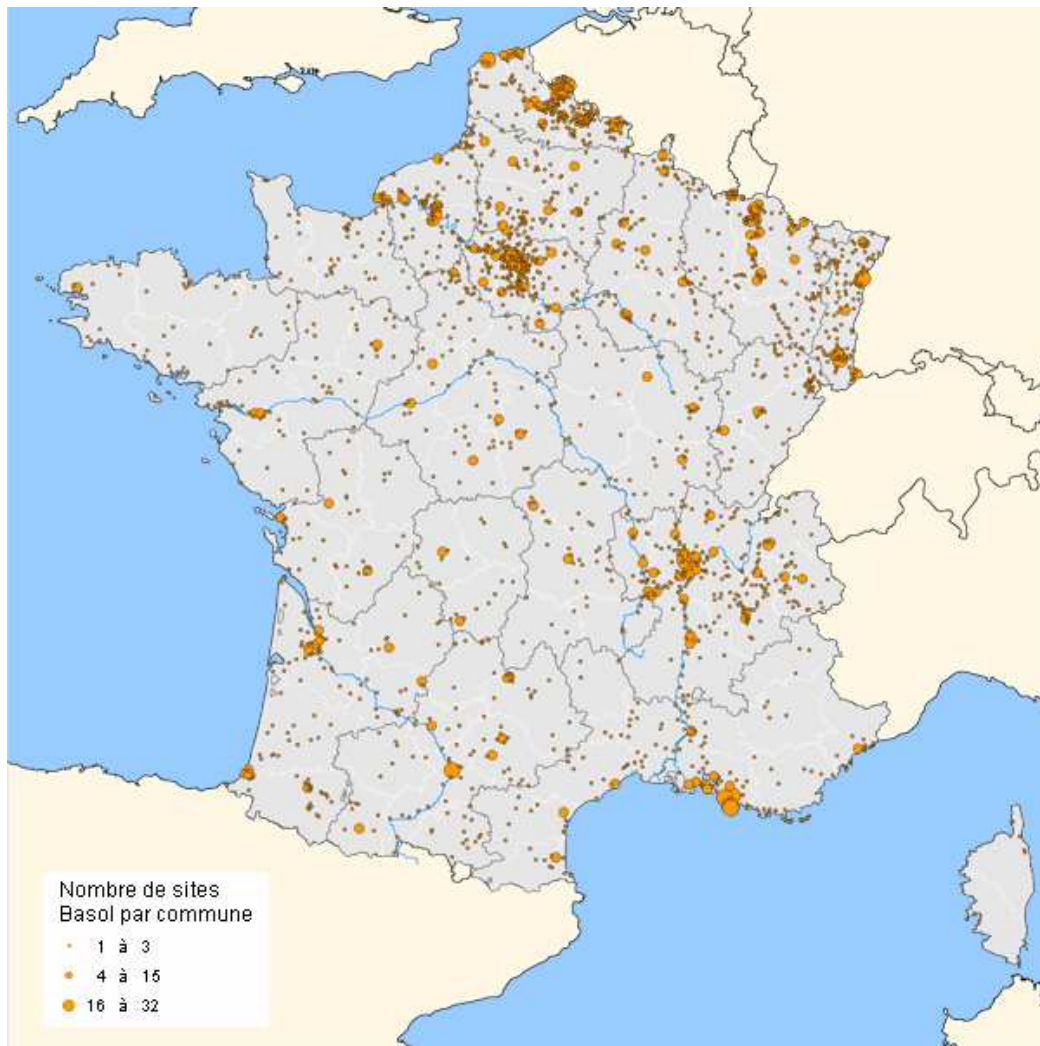 Nombre de sites
Basol par commune
1 à 3
4 à 15
16 à 32